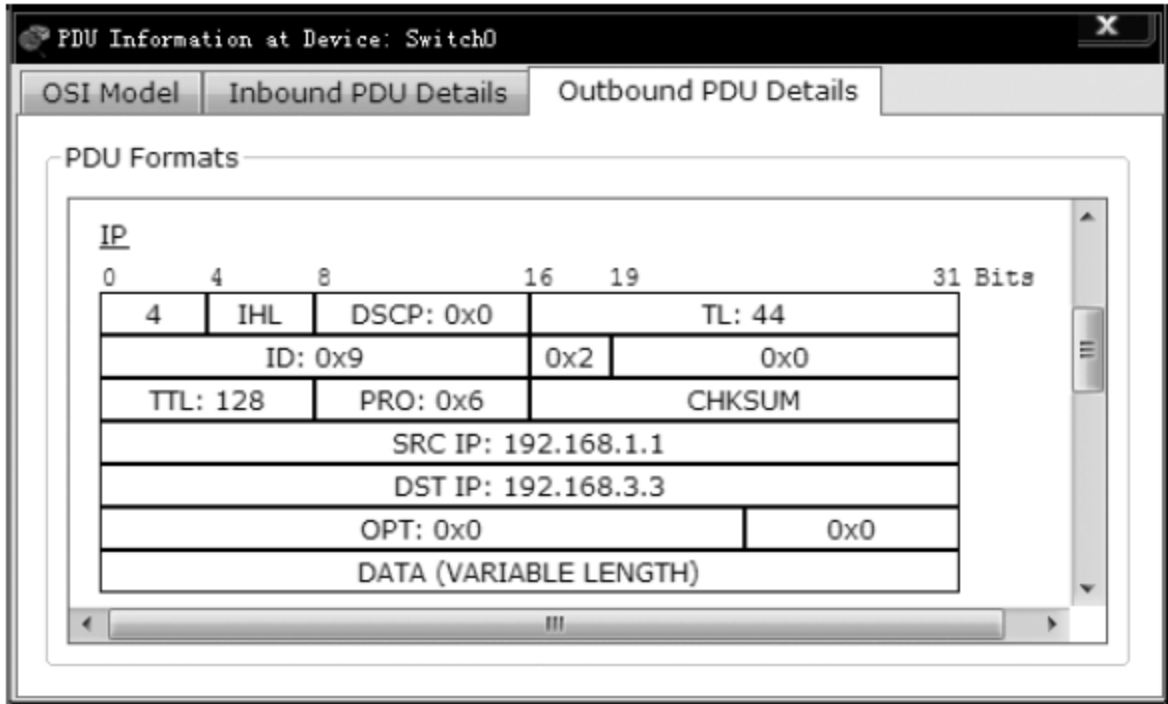 PDU Information at Device: Switch0
X
OSI Model Inbound PDU Details Outbound PDU Details
PDU Formats
IP
0 4 8 16 19 31 Bits
4 IHL DSCP: 0x0 TL: 44
ID: 0x9 0x2 0x0
TTL: 128 PRO: 0x6 CHKSUM
SRC IP: 192.168.1.1
DST IP: 192.168.3.3
OPT: 0x0 0x0
DATA (VARIABLE LENGTH)